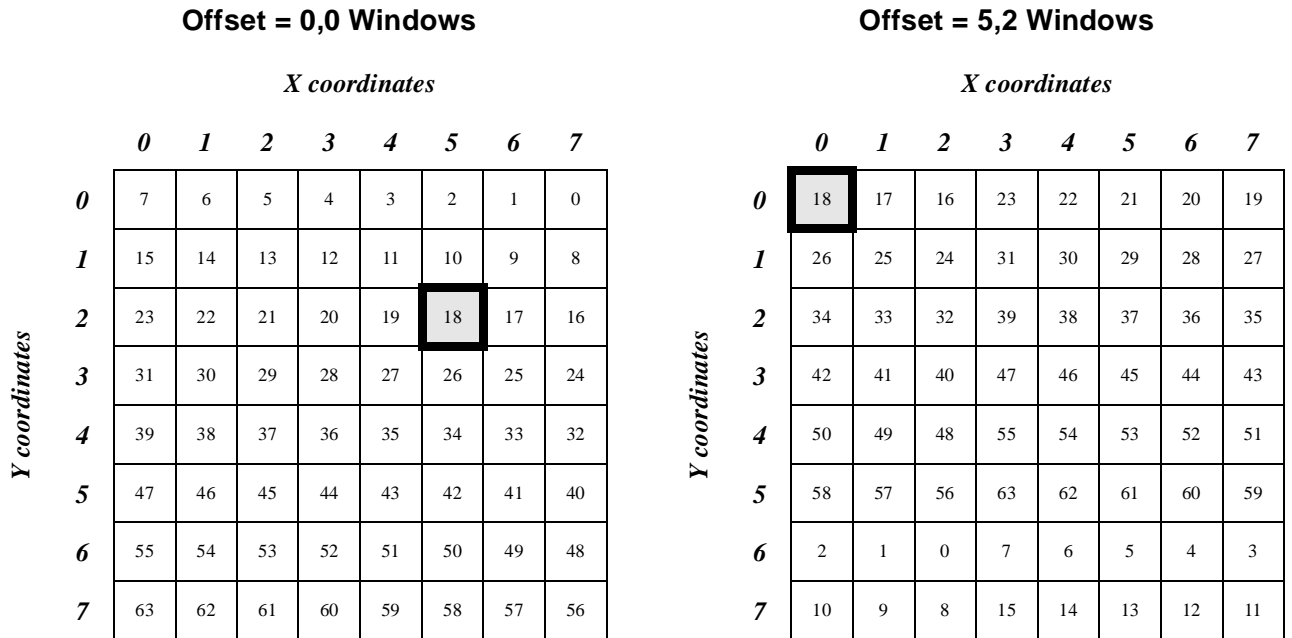 Offset = 0,0 Windows
X coordinates
0 1 2 3 4 5 6 7
Y coordinates
0 7 6 5 4 3 2 1 0
1 15 14 13 12 11 10 9 8
2 23 22 21 20 19 18 17 16
3 31 30 29 28 27 26 25 24
4 39 38 37 36 35 34 33 32
5 47 46 45 44 43 42 41 40
6 55 54 53 52 51 50 49 48
7 63 62 61 60 59 58 57 56
Offset = 5,2 Windows
X coordinates
0 1 2 3 4 5 6 7
Y coordinates
0 18 17 16 23 22 21 20 19
1 26 25 24 31 30 29 28 27
2 34 33 32 39 38 37 36 35
3 42 41 40 47 46 45 44 43
4 50 49 48 55 54 53 52 51
5 58 57 56 63 62 61 60 59
6 2 1 0 7 6 5 4 3
7 10 9 8 15 14 13 12 11